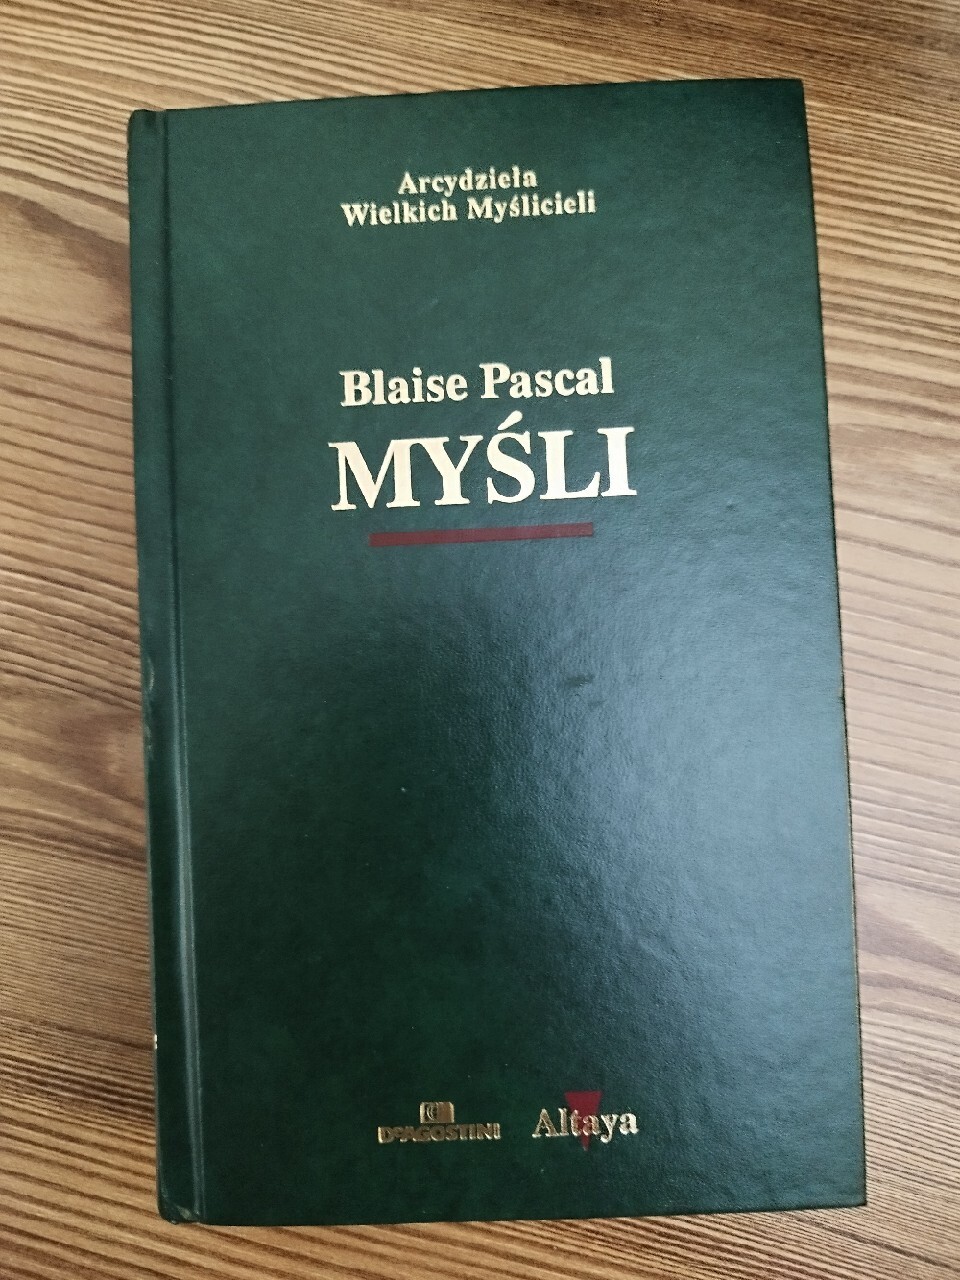 Arcydzieła
Wielkich Myślicieli
Blaise Pascal
MYŚLI
DeAGOSTINI
Altaya